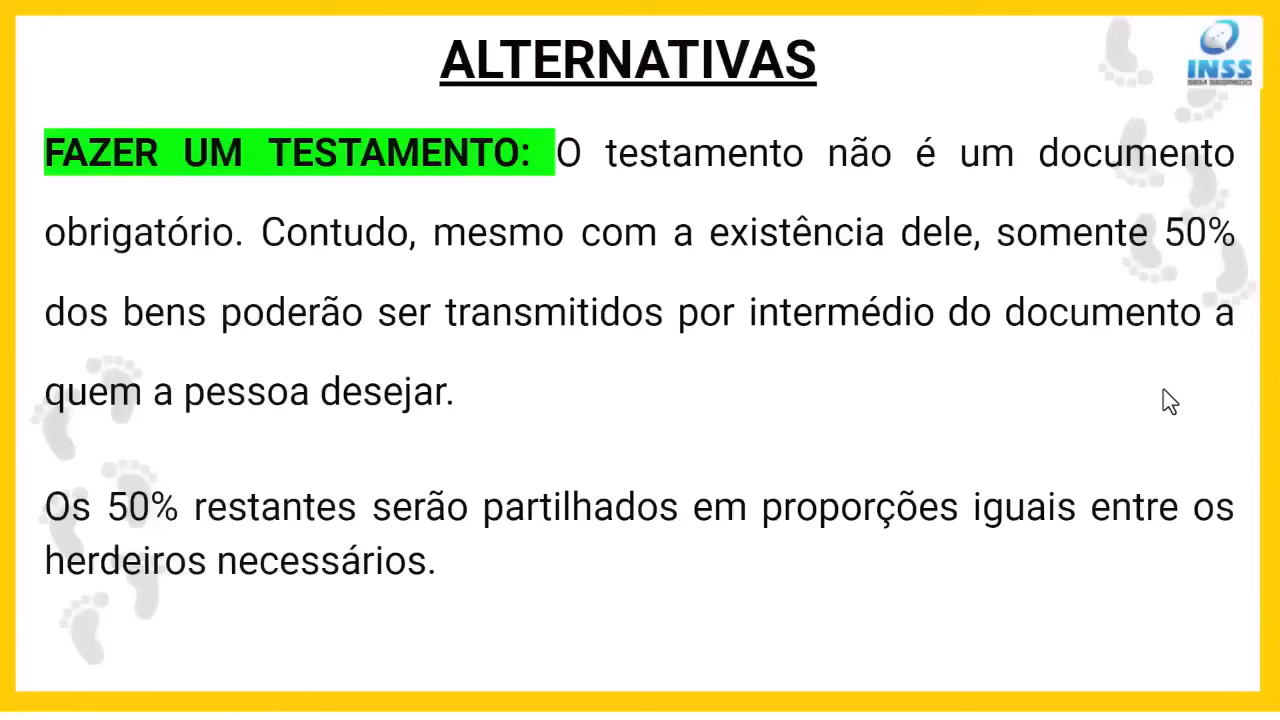 ALTERNATIVAS
INSS
SEM SEGREDO
FAZER UM TESTAMENTO: O testamento não é um documento
obrigatório. Contudo, mesmo com a existência dele, somente 50%
dos bens poderão ser transmitidos por intermédio do documento a
quem a pessoa desejar.
Os 50% restantes serão partilhados em proporções iguais entre os
herdeiros necessários.